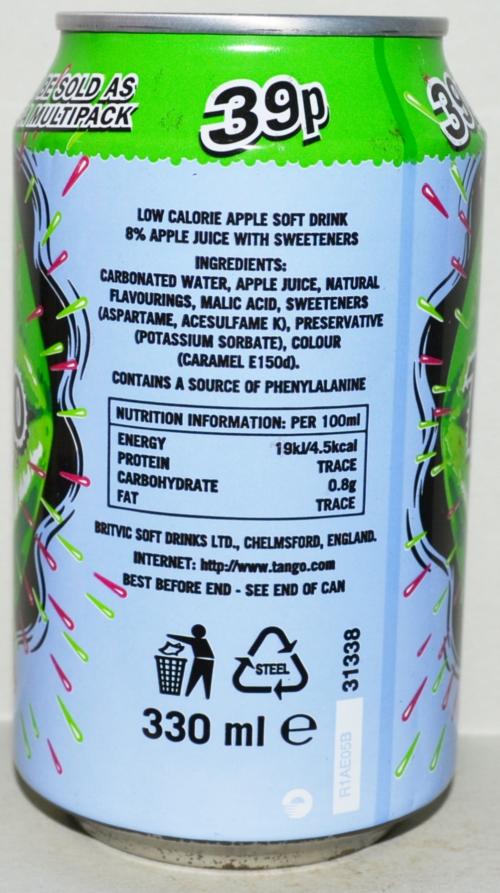 BE SOLD AS
MULTIPACK
39p
39
LOW CALORIE APPLE SOFT DRINK
8% APPLE JUICE WITH SWEETENERS
INGREDIENTS:
CARBONATED WATER, APPLE JUICE, NATURAL
FLAVOURINGS, MALIC ACID, SWEETENERS
(ASPARTAME, ACESULFAME K), PRESERVATIVE
(POTASSIUM SORBATE), COLOUR
(CARAMEL E150d).
CONTAINS A SOURCE OF PHENYLALANINE
NUTRITION INFORMATION: PER 100ml
ENERGY 19kJ/4.5kcal
PROTEIN TRACE
CARBOHYDRATE 0.8g
FAT TRACE
BRITVIC SOFT DRINKS LTD., CHELMSFORD, ENGLAND.
INTERNET: http://www.tango.com
BEST BEFORE END - SEE END OF CAN
STEEL
31338
330 ml e
R1AE05B